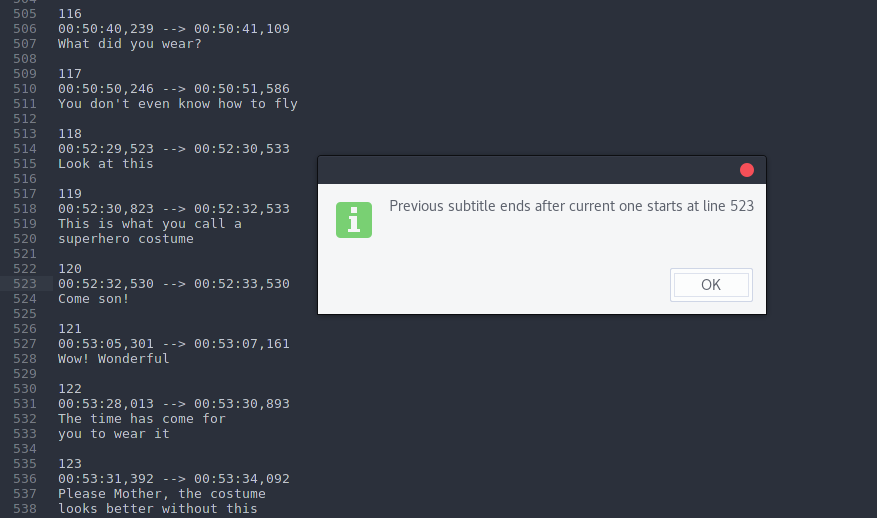 504
505 116
506 00:50:40,239 --> 00:50:41,109
507 What did you wear?
508
509 117
510 00:50:50,246 --> 00:50:51,586
511 You don't even know how to fly
512
513 118
514 00:52:29,523 --> 00:52:30,533
515 Look at this
516
517 119
518 00:52:30,823 --> 00:52:32,533
519 This is what you call a
520 superhero costume
521
522 120
523 00:52:32,530 --> 00:52:33,530
524 Come son!
525
526 121
527 00:53:05,301 --> 00:53:07,161
528 Wow! Wonderful
529
530 122
531 00:53:28,013 --> 00:53:30,893
532 The time has come for
533 you to wear it
534
535 123
536 00:53:31,392 --> 00:53:34,092
537 Please Mother, the costume
538 looks better without this
Previous subtitle ends after current one starts at line 523
OK